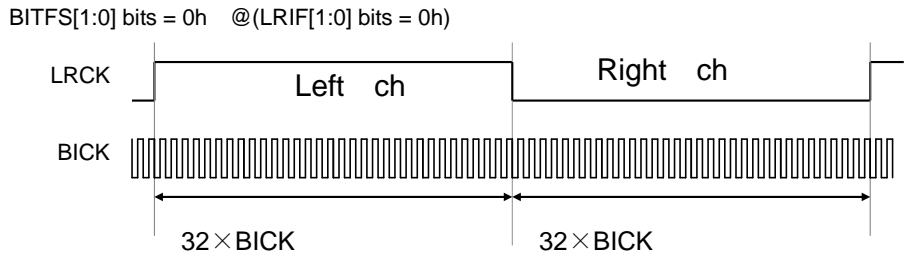 BITFS[1:0] bits = 0h @(LRIF[1:0] bits = 0h)
LRCK
Left ch
Right ch
BICK
32×BICK
32×BICK